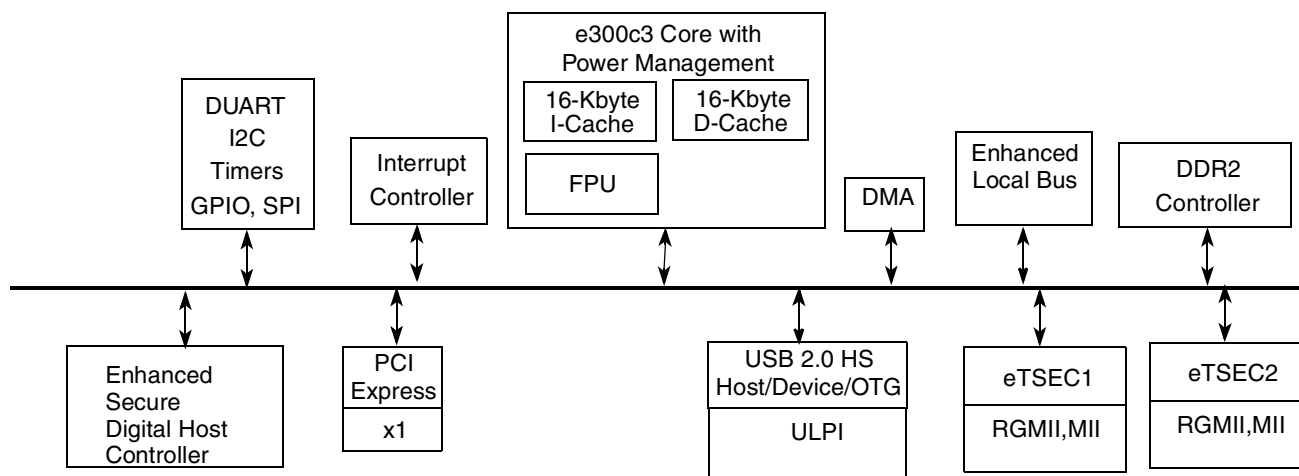 e300c3 Core with
Power Management
16-Kbyte
I-Cache
16-Kbyte
D-Cache
FPU
DUART
I2C
Timers
GPIO, SPI
Interrupt
Controller
DMA
Enhanced
Local Bus
DDR2
Controller
Enhanced
Secure
Digital Host
Controller
PCI
Express
x1
USB 2.0 HS
Host/Device/OTG
ULPI
eTSEC1
RGMII,MII
eTSEC2
RGMII,MII